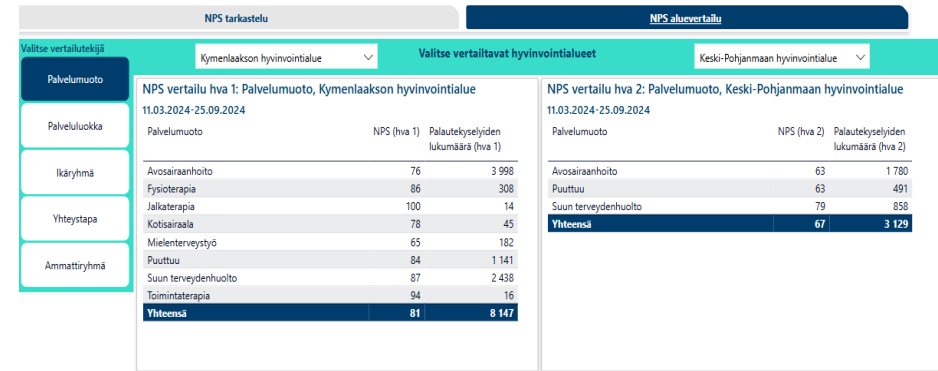 NPS tarkastelu
NPS aluevertailu
Valitse vertailutekijä
Kymenlaakson hyvinvointialue
Valitse vertailtavat hyvinvointialueet
Keski-Pohjanmaan hyvinvointialue
Palvelumuoto
Palveluluokka
Ikäryhmä
Yhteystapa
Ammattiryhmä
NPS vertailu hva 1: Palvelumuoto, Kymenlaakson hyvinvointialue
11.03.2024-25.09.2024
Palvelumuoto NPS (hva 1) Palautekyselyiden
lukumäärä (hva 1)
Avosairaanhoito 76 3 998
Fysioterapia 86 308
Jalkaterapia 100 14
Kotisairaala 78 45
Mielenterveystyö 65 182
Puuttuu 84 1 141
Suun terveydenhuolto 87 2 438
Toimintaterapia 94 16
Yhteensä 81 8 147
NPS vertailu hva 2: Palvelumuoto, Keski-Pohjanmaan hyvinvointialue
11.03.2024-25.09.2024
Palvelumuoto NPS (hva 2) Palautekyselyiden
lukumäärä (hva 2)
Avosairaanhoito 63 1 780
Puuttuu 63 491
Suun terveydenhuolto 79 858
Yhteensä 67 3 129